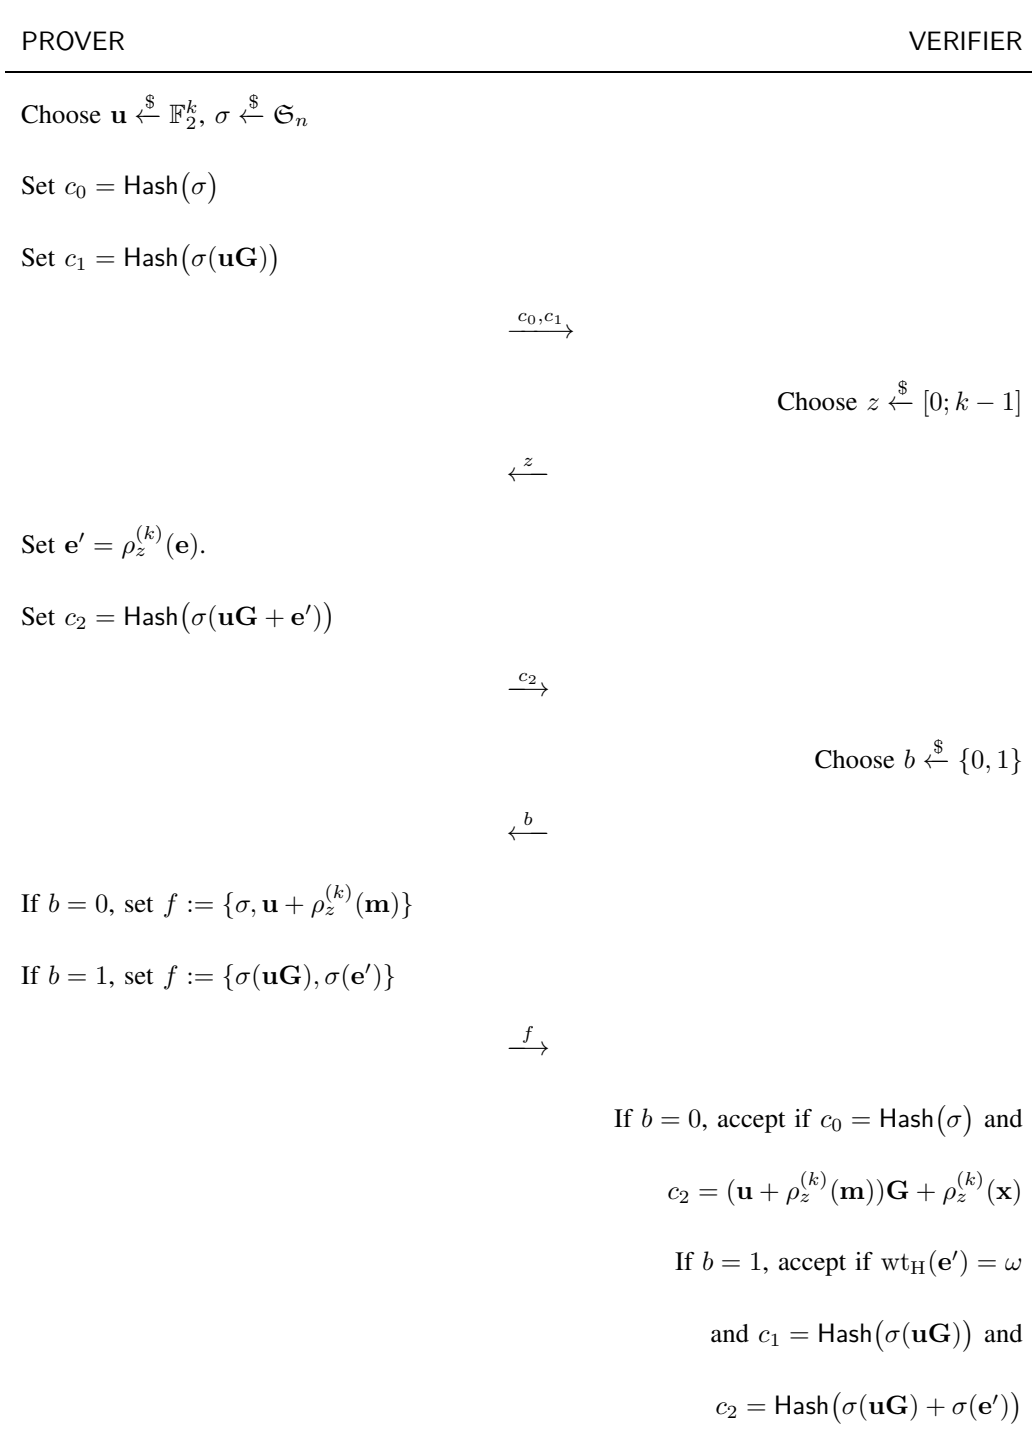 PROVER VERIFIER
Choose u ←$ 𝔽₂ᵏ, σ ←$ 𝔖ₙ
Set c₀ = Hash(σ)
Set c₁ = Hash(σ(uG))
c₀,c₁ →
Choose z ←$ [0; k − 1]
← z
Set e′ = ρ_z^(k)(e).
Set c₂ = Hash(σ(uG + e′))
c₂ →
Choose b ←$ {0, 1}
← b
If b = 0, set f := {σ, u + ρ_z^(k)(m)}
If b = 1, set f := {σ(uG), σ(e′)}
f →
If b = 0, accept if c₀ = Hash(σ) and
c₂ = (u + ρ_z^(k)(m))G + ρ_z^(k)(x)
If b = 1, accept if wt_H(e′) = ω
and c₁ = Hash(σ(uG)) and
c₂ = Hash(σ(uG) + σ(e′))